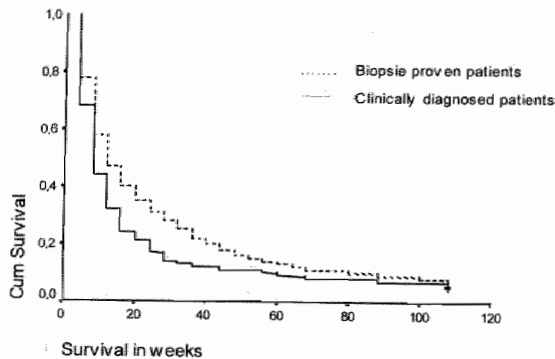 1,0
Biopsie proven patients
Clinically diagnosed patients
0,8
0,6
0,4
0,2
0,0
Cum Survival
0 20 40 60 80 100 120
Survival in weeks